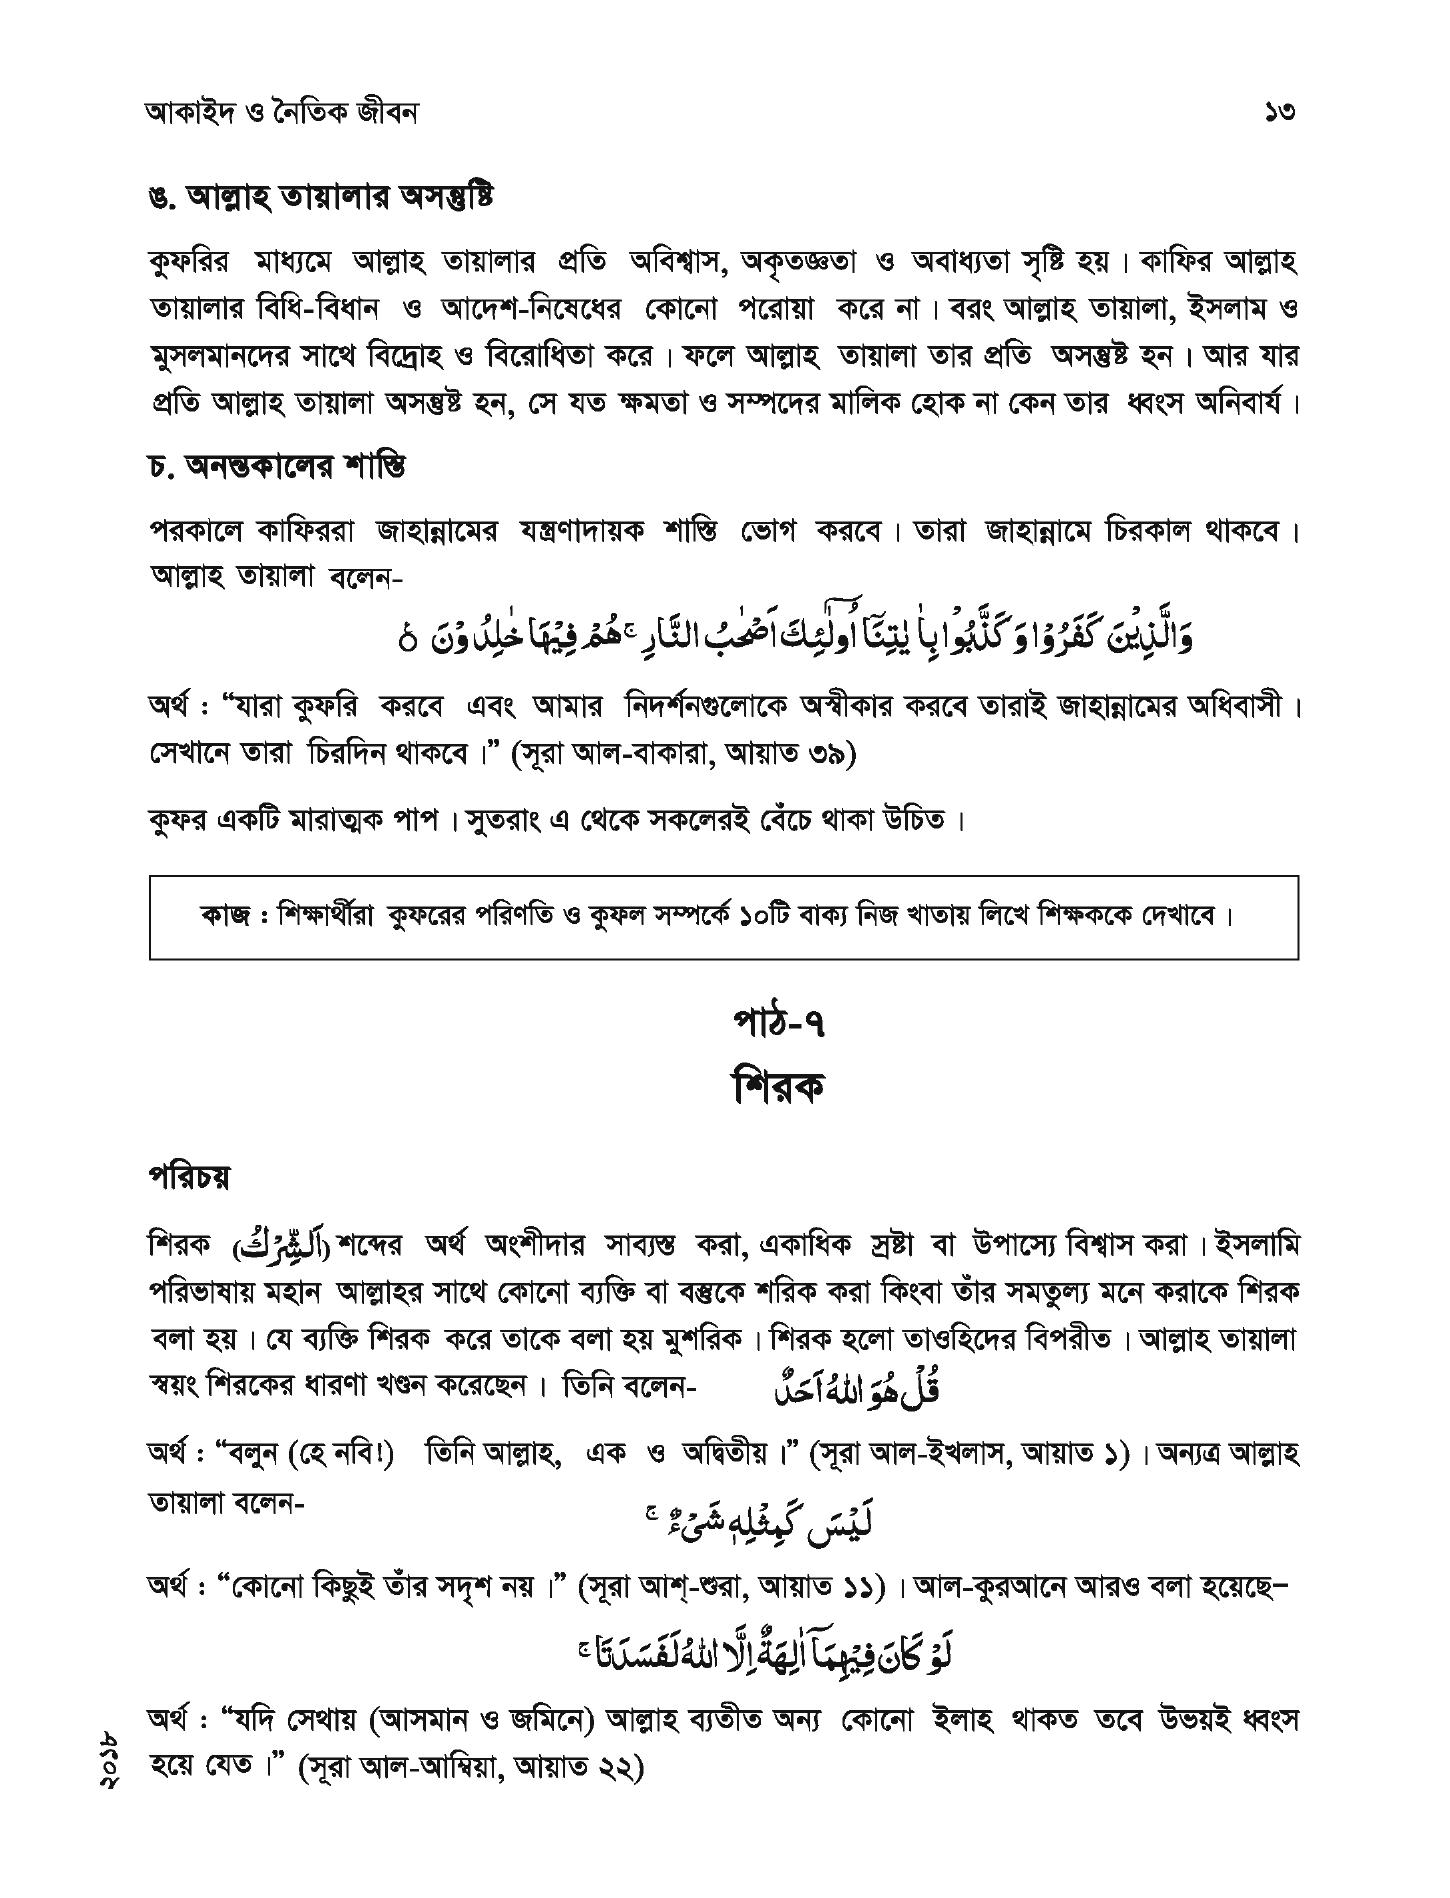 আকাইদ ও নৈতিক জীবন ১৩
ঙ. আল্লাহ তায়ালার অসন্তুষ্টি
কুফরির মাধ্যমে আল্লাহ তায়ালার প্রতি অবিশ্বাস, অকৃতজ্ঞতা ও অবাধ্যতা সৃষ্টি হয়। কাফির আল্লাহ
তায়ালার বিধি-বিধান ও আদেশ-নিষেধের কোনো পরোয়া করে না। বরং আল্লাহ তায়ালা, ইসলাম ও
মুসলমানদের সাথে বিদ্রোহ ও বিরোধিতা করে। ফলে আল্লাহ তায়ালা তার প্রতি অসন্তুষ্ট হন। আর যার
প্রতি আল্লাহ তায়ালা অসন্তুষ্ট হন, সে যত ক্ষমতা ও সম্পদের মালিক হোক না কেন তার ধ্বংস অনিবার্য।
চ. অনন্তকালের শাস্তি
পরকালে কাফিররা জাহান্নামের যন্ত্রণাদায়ক শাস্তি ভোগ করবে। তারা জাহান্নামে চিরকাল থাকবে।
আল্লাহ তায়ালা বলেন-
وَالَّذِيْنَ كَفَرُوْا وَكَذَّبُوْا بِاٰيٰتِنَآ اُولٰٓئِكَ اَصْحٰبُ النَّارِ ۚ هُمْ فِيْهَا خٰلِدُوْنَ ۝
অর্থ : “যারা কুফরি করবে এবং আমার নিদর্শনগুলোকে অস্বীকার করবে তারাই জাহান্নামের অধিবাসী।
সেখানে তারা চিরদিন থাকবে।” (সূরা আল-বাকারা, আয়াত ৩৯)
কুফর একটি মারাত্মক পাপ। সুতরাং এ থেকে সকলেরই বেঁচে থাকা উচিত।
কাজ : শিক্ষার্থীরা কুফরের পরিণতি ও কুফল সম্পর্কে ১০টি বাক্য নিজ খাতায় লিখে শিক্ষককে দেখাবে।
পাঠ-৭
শিরক
পরিচয়
শিরক (اَلشِّرْكُ) শব্দের অর্থ অংশীদার সাব্যস্ত করা, একাধিক স্রষ্টা বা উপাস্যে বিশ্বাস করা। ইসলামি
পরিভাষায় মহান আল্লাহর সাথে কোনো ব্যক্তি বা বস্তুকে শরিক করা কিংবা তাঁর সমতুল্য মনে করাকে শিরক
বলা হয়। যে ব্যক্তি শিরক করে তাকে বলা হয় মুশরিক। শিরক হলো তাওহিদের বিপরীত। আল্লাহ তায়ালা
স্বয়ং শিরকের ধারণা খণ্ডন করেছেন। তিনি বলেন- قُلْ هُوَ اللهُ اَحَدٌ
অর্থ : “বলুন (হে নবি!) তিনি আল্লাহ, এক ও অদ্বিতীয়।” (সূরা আল-ইখলাস, আয়াত ১)। অন্যত্র আল্লাহ
তায়ালা বলেন- لَيْسَ كَمِثْلِهٖ شَىْءٌ ۚ
অর্থ : “কোনো কিছুই তাঁর সদৃশ নয়।” (সূরা আশ্-শুরা, আয়াত ১১)। আল-কুরআনে আরও বলা হয়েছে–
لَوْ كَانَ فِيْهِمَآ اٰلِهَةٌ اِلَّا اللهُ لَفَسَدَتَا ۚ
অর্থ : “যদি সেথায় (আসমান ও জমিনে) আল্লাহ ব্যতীত অন্য কোনো ইলাহ থাকত তবে উভয়ই ধ্বংস
হয়ে যেত।” (সূরা আল-আম্বিয়া, আয়াত ২২)
২০১৮